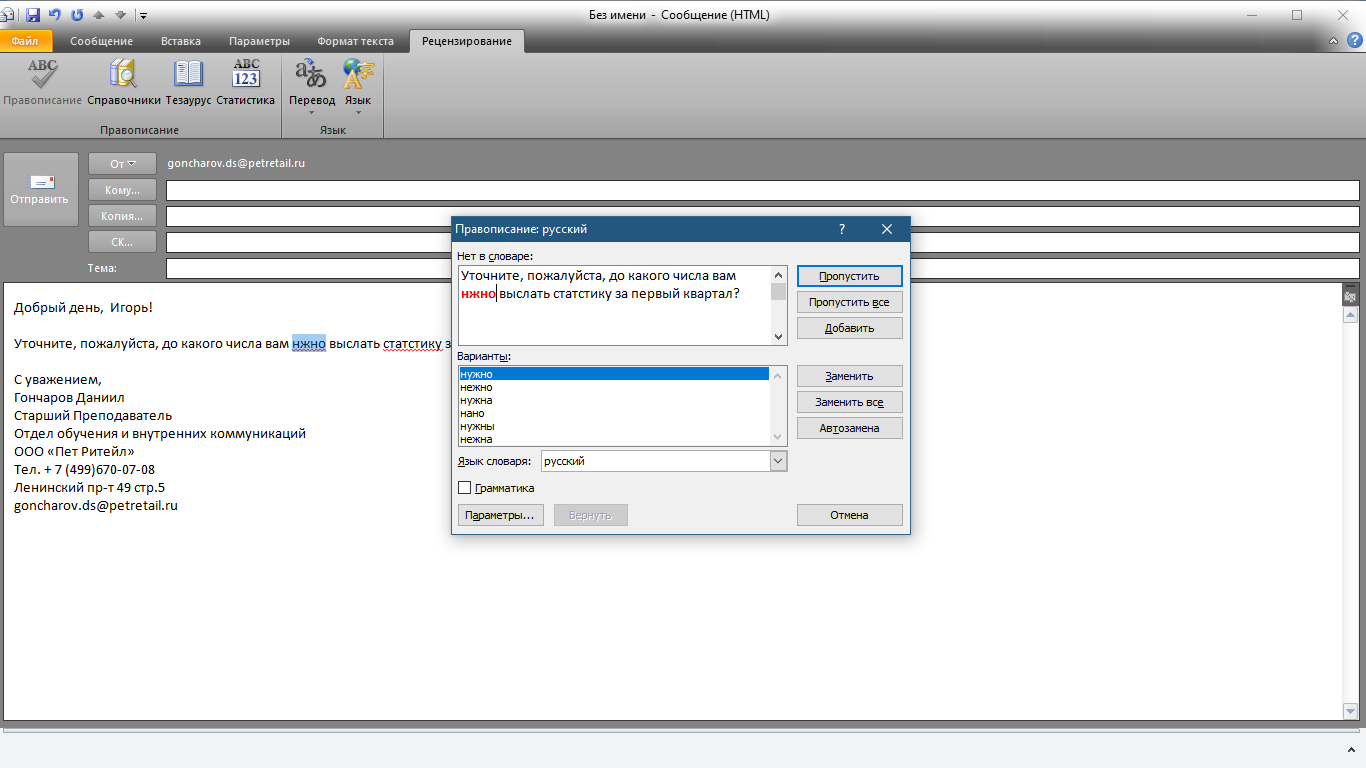 Без имени - Сообщение (HTML)
Файл Сообщение Вставка Параметры Формат текста Рецензирование
ABC ABC 123
Правописание Справочники Тезаурус Статистика Перевод Язык
Правописание Язык
От goncharov.ds@petretail.ru
Отправить
Кому...
Копия...
СК...
Тема:
Добрый день, Игорь!
Уточните, пожалуйста, до какого числа вам нжно выслать статстику з
С уважением,
Гончаров Даниил
Старший Преподаватель
Отдел обучения и внутренних коммуникаций
ООО «Пет Ритейл»
Тел. + 7 (499)670-07-08
Ленинский пр-т 49 стр.5
goncharov.ds@petretail.ru
Правописание: русский ?
Нет в словаре:
Уточните, пожалуйста, до какого числа вам
нжно выслать статстику за первый квартал?
Пропустить
Пропустить все
Добавить
Варианты:
нужно
нежно
нужна
нано
нужны
нежна
Заменить
Заменить все
Автозамена
Язык словаря: русский
Грамматика
Параметры... Вернуть Отмена